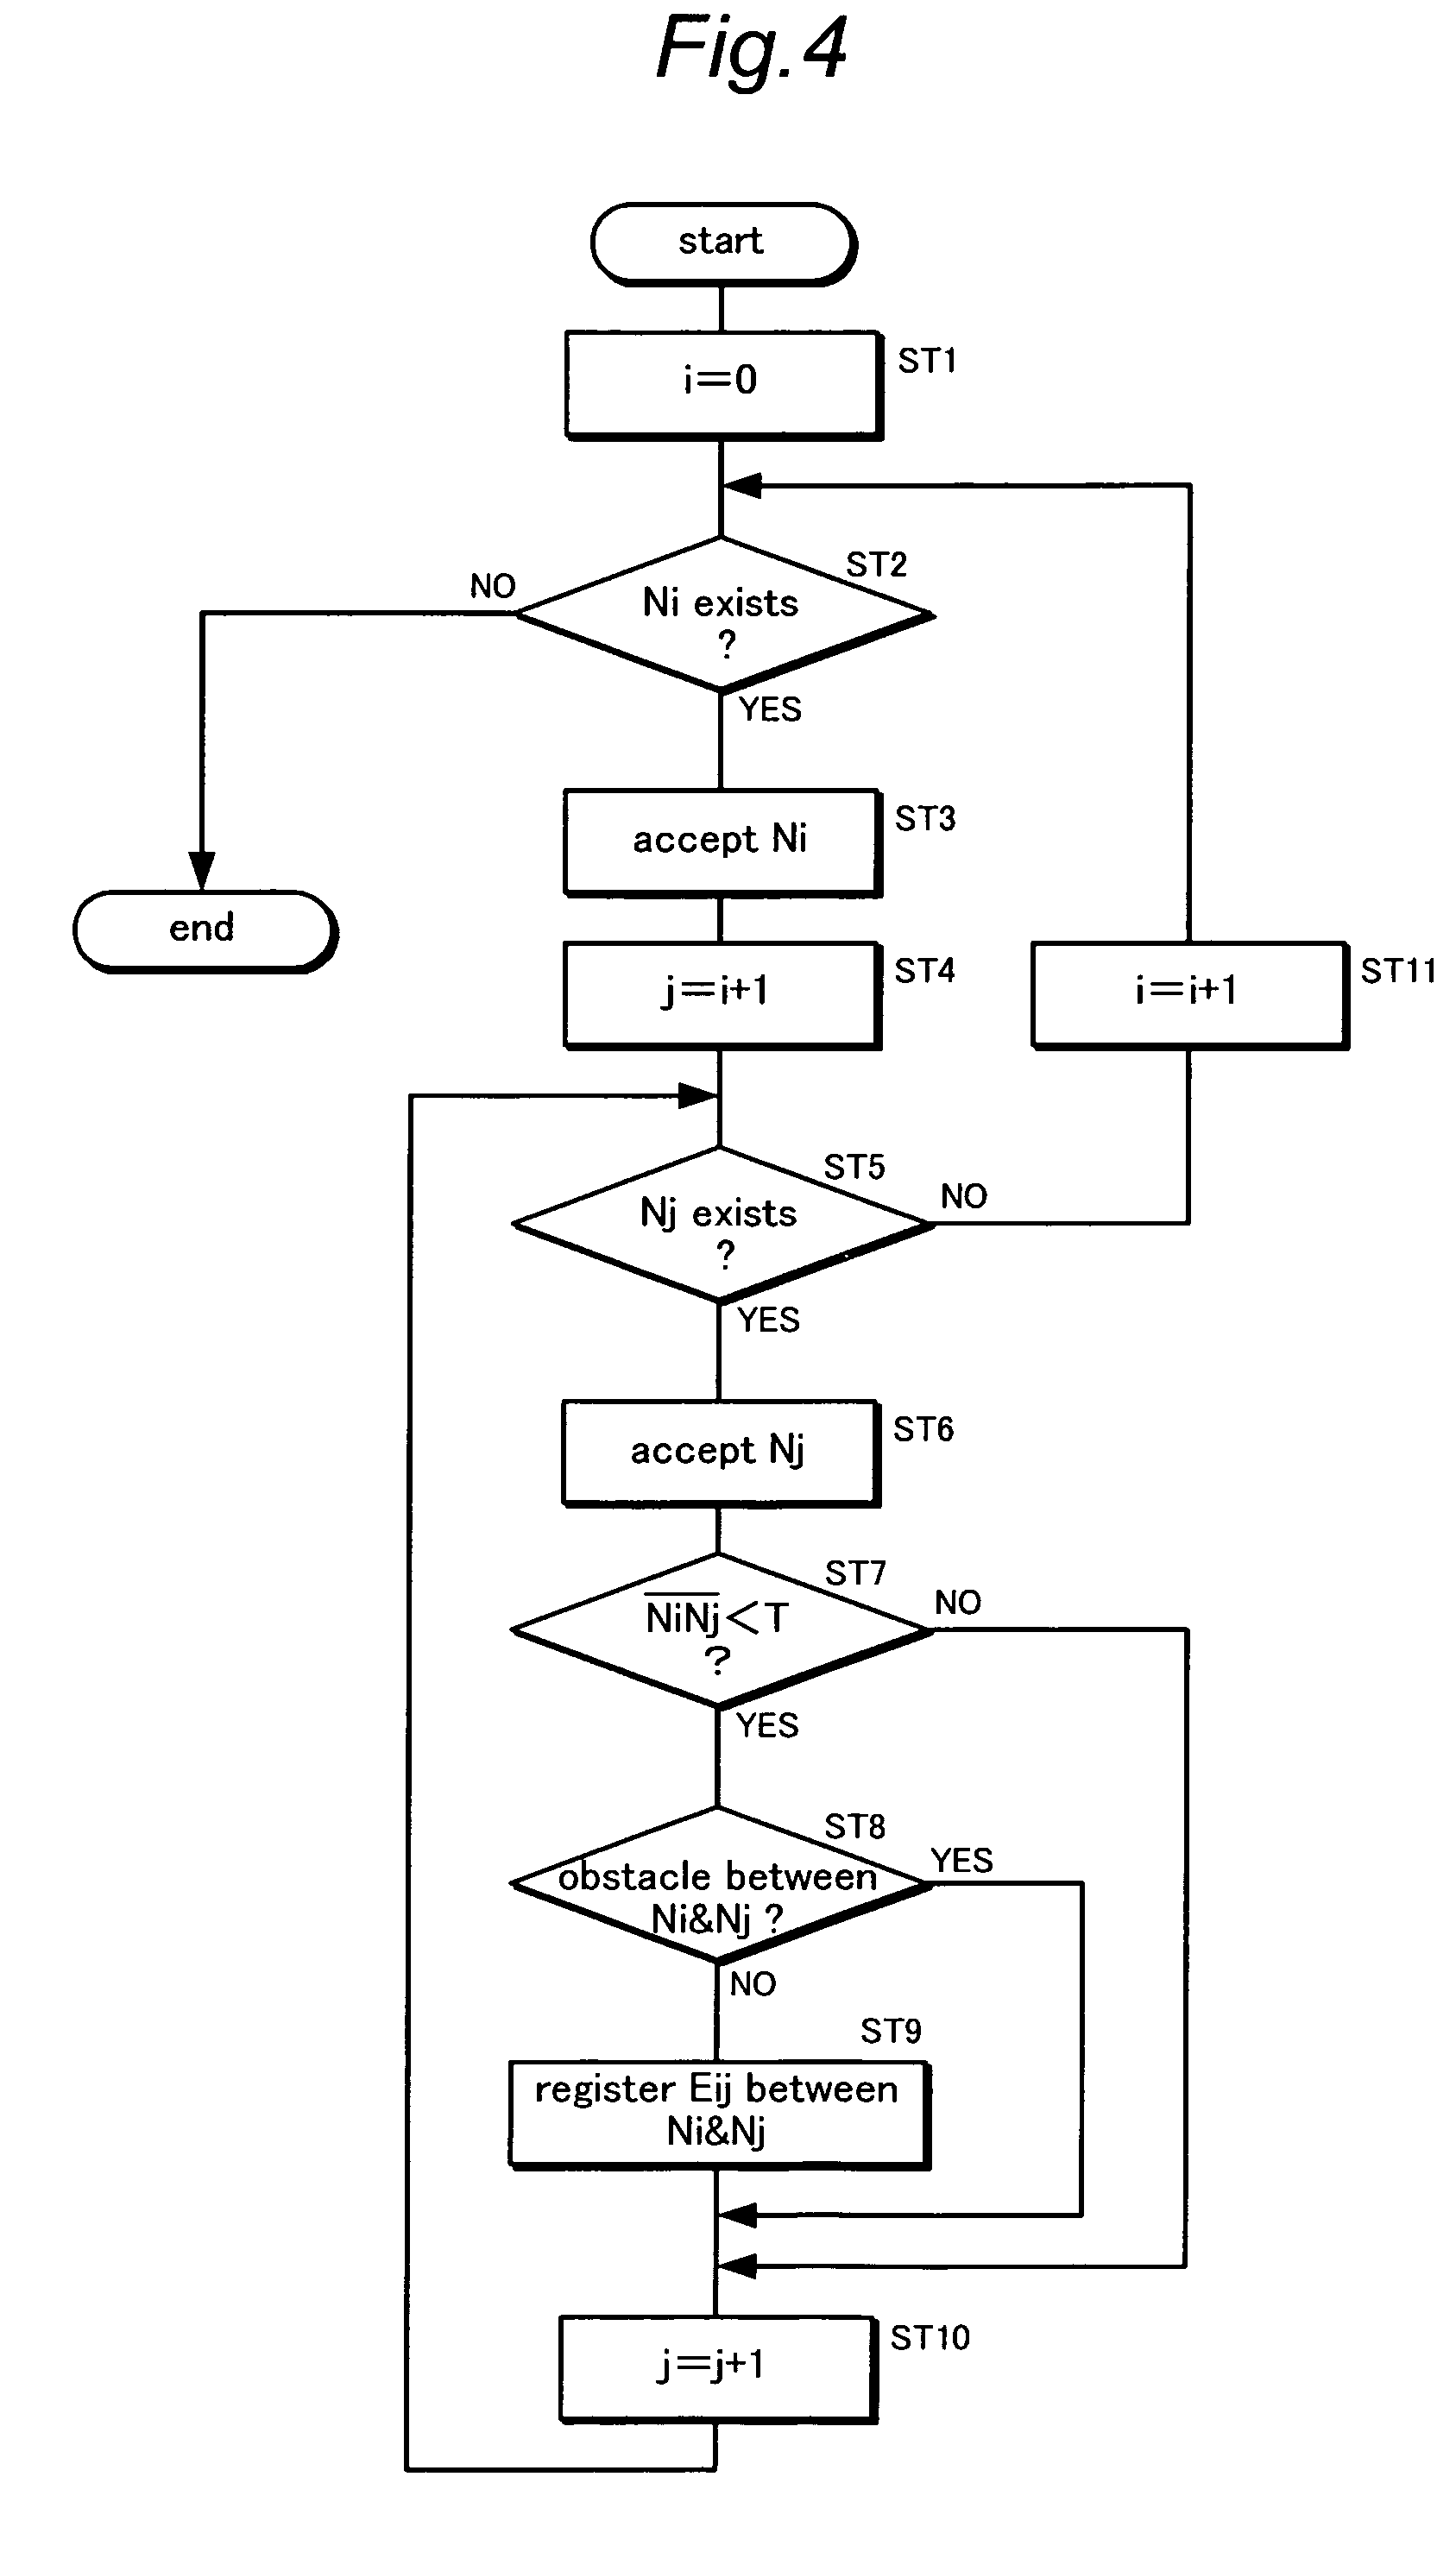 Fig.4
start
i=0
ST1
ST2
NO
Ni exists
?
YES
accept Ni
ST3
end
j=i+1
ST4
i=i+1
ST11
ST5
NO
Nj exists
?
YES
accept Nj
ST6
ST7
NO
NiNj<T
?
YES
ST8
YES
obstacle between
Ni&Nj ?
NO
ST9
register Eij between
Ni&Nj
j=j+1
ST10